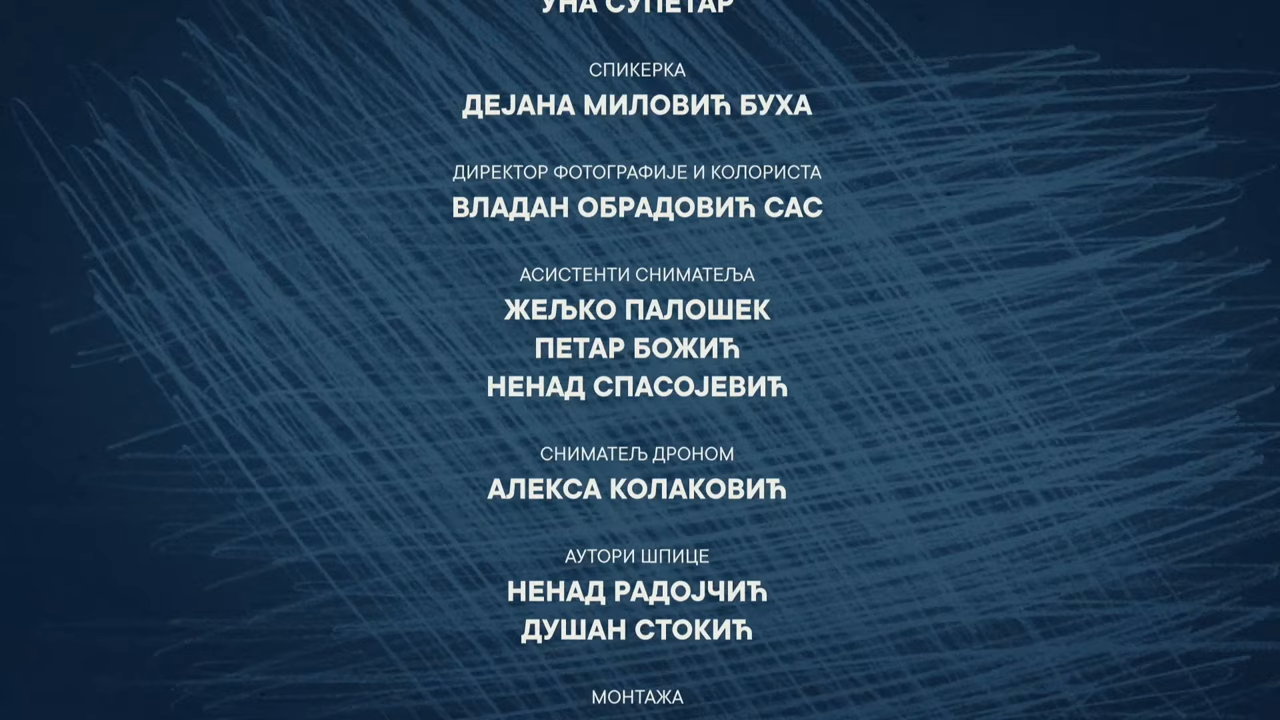 УНА СУПЕТАР
СПИКЕРКА
ДЕЈАНА МИЛОВИЋ БУХА
ДИРЕКТОР ФОТОГРАФИЈЕ И КОЛОРИСТА
ВЛАДАН ОБРАДОВИЋ САС
АСИСТЕНТИ СНИМАТЕЉА
ЖЕЉКО ПАЛОШЕК
ПЕТАР БОЖИЋ
НЕНАД СПАСОЈЕВИЋ
СНИМАТЕЉ ДРОНОМ
АЛЕКСА КОЛАКОВИЋ
АУТОРИ ШПИЦЕ
НЕНАД РАДОЈЧИЋ
ДУШАН СТОКИЋ
МОНТАЖА